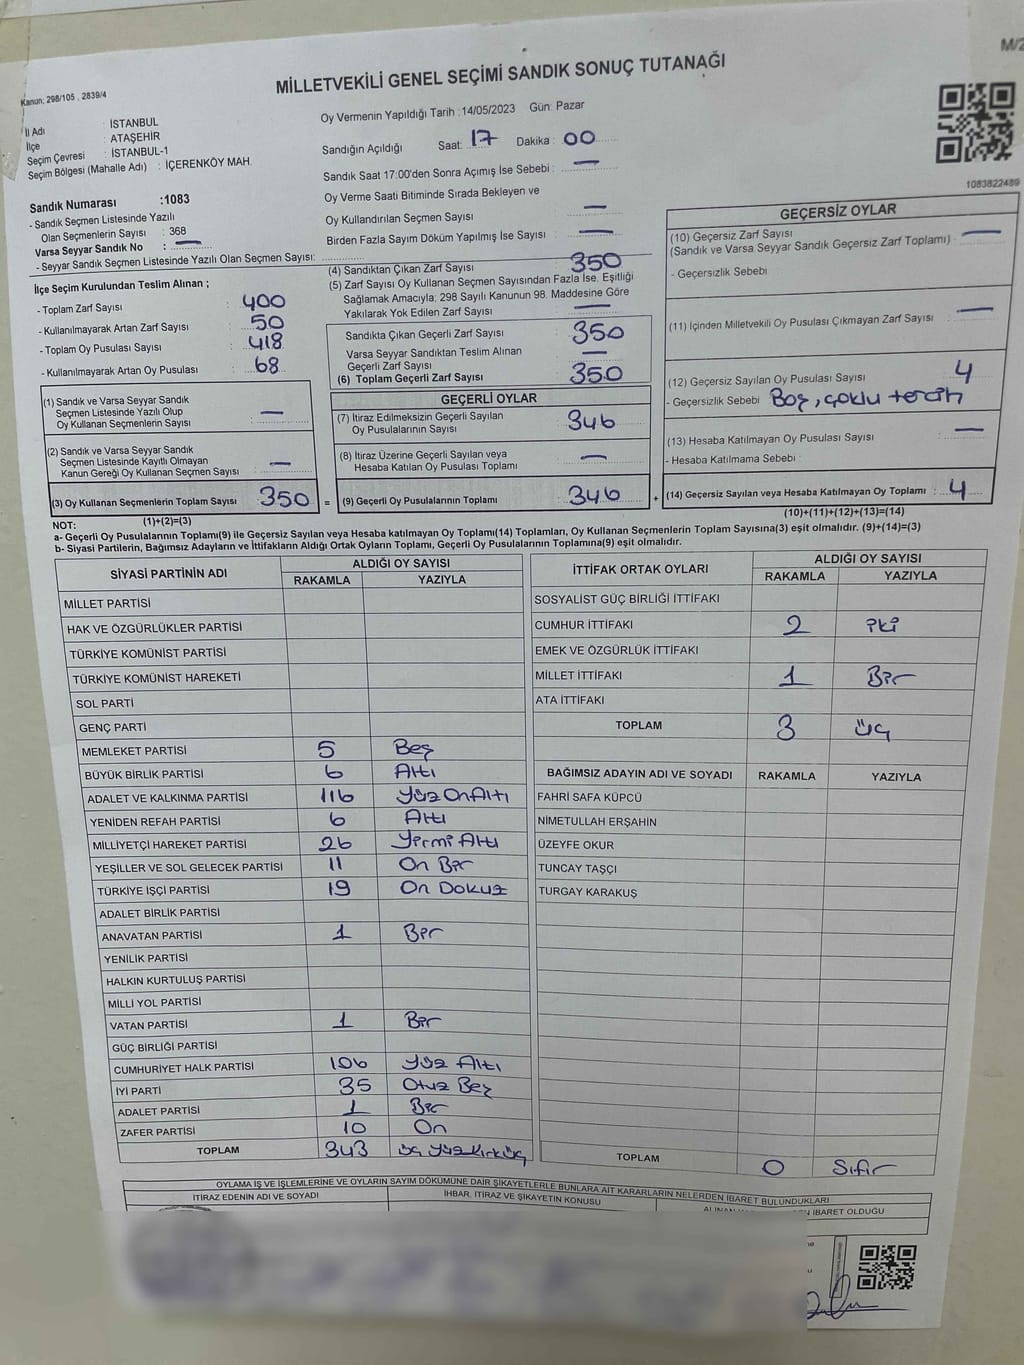 M/2
MİLLETVEKİLİ GENEL SEÇİMİ SANDIK SONUÇ TUTANAĞI
Kanun: 298/105 , 2839/4
İl Adı : İSTANBUL
İlçe : ATAŞEHİR
Seçim Çevresi : İSTANBUL-1
Seçim Bölgesi (Mahalle Adı) : İÇERENKÖY MAH.
Oy Vermenin Yapıldığı Tarih :14/05/2023 Gün: Pazar
Sandığın Açıldığı Saat: 17 Dakika : 00
Sandık Saat 17:00'den Sonra Açımış İse Sebebi : —
Oy Verme Saati Bitiminde Sırada Bekleyen ve
Oy Kullandırılan Seçmen Sayısı —
Birden Fazla Sayım Döküm Yapılmış İse Sayısı —
1083822489
Sandık Numarası :1083
- Sandık Seçmen Listesinde Yazılı
Olan Seçmenlerin Sayısı : 368
Varsa Seyyar Sandık No : —
- Seyyar Sandık Seçmen Listesinde Yazılı Olan Seçmen Sayısı:
İlçe Seçim Kurulundan Teslim Alınan ;
- Toplam Zarf Sayısı : 400
- Kullanılmayarak Artan Zarf Sayısı : 50
- Toplam Oy Pusulası Sayısı : 418
- Kullanılmayarak Artan Oy Pusulası : 68
(4) Sandıktan Çıkan Zarf Sayısı 350
(5) Zarf Sayısı Oy Kullanan Seçmen Sayısından Fazla İse, Eşitliği
Sağlamak Amacıyla; 298 Sayılı Kanunun 98. Maddesine Göre
Yakılarak Yok Edilen Zarf Sayısı —
Sandıkta Çıkan Geçerli Zarf Sayısı 350
Varsa Seyyar Sandıktan Teslim Alınan
Geçerli Zarf Sayısı —
(6) Toplam Geçerli Zarf Sayısı 350
GEÇERSİZ OYLAR
(10) Geçersiz Zarf Sayısı
(Sandık ve Varsa Seyyar Sandık Geçersiz Zarf Toplamı) —
- Geçersizlik Sebebi
(11) İçinden Milletvekili Oy Pusulası Çıkmayan Zarf Sayısı —
(12) Geçersiz Sayılan Oy Pusulası Sayısı 4
- Geçersizlik Sebebi Boş, çoklu tercih
(13) Hesaba Katılmayan Oy Pusulası Sayısı —
- Hesaba Katılmama Sebebi :
(14) Geçersiz Sayılan veya Hesaba Katılmayan Oy Toplamı : 4
(10)+(11)+(12)+(13)=(14)
(1) Sandık ve Varsa Seyyar Sandık
Seçmen Listesinde Yazılı Olup
Oy Kullanan Seçmenlerin Sayısı —
(2) Sandık ve Varsa Seyyar Sandık
Seçmen Listesinde Kayıtlı Olmayan
Kanun Gereği Oy Kullanan Seçmen Sayısı —
(3) Oy Kullanan Seçmenlerin Toplam Sayısı 350 =
(1)+(2)=(3)
GEÇERLİ OYLAR
(7) İtiraz Edilmeksizin Geçerli Sayılan
Oy Pusulalarının Sayısı 346
(8) İtiraz Üzerine Geçerli Sayılan veya
Hesaba Katılan Oy Pusulası Toplamı —
(9) Geçerli Oy Pusulalarının Toplamı 346 +
NOT:
a- Geçerli Oy Pusulalarının Toplamı(9) ile Geçersiz Sayılan veya Hesaba katılmayan Oy Toplamı(14) Toplamları, Oy Kullanan Seçmenlerin Toplam Sayısına(3) eşit olmalıdır. (9)+(14)=(3)
b- Siyasi Partilerin, Bağımsız Adayların ve İttifakların Aldığı Ortak Oyların Toplamı, Geçerli Oy Pusulalarının Toplamına(9) eşit olmalıdır.
SİYASİ PARTİNİN ADI ALDIĞI OY SAYISI
RAKAMLA YAZIYLA
MİLLET PARTİSİ
HAK VE ÖZGÜRLÜKLER PARTİSİ
TÜRKİYE KOMÜNİST PARTİSİ
TÜRKİYE KOMÜNİST HAREKETİ
SOL PARTİ
GENÇ PARTİ
MEMLEKET PARTİSİ 5 Beş
BÜYÜK BİRLİK PARTİSİ 6 Altı
ADALET VE KALKINMA PARTİSİ 116 Yüz On Altı
YENİDEN REFAH PARTİSİ 6 Altı
MİLLİYETÇİ HAREKET PARTİSİ 26 Yirmi Altı
YEŞİLLER VE SOL GELECEK PARTİSİ 11 On Bir
TÜRKİYE İŞÇİ PARTİSİ 19 On Dokuz
ADALET BİRLİK PARTİSİ
ANAVATAN PARTİSİ 1 Bir
YENİLİK PARTİSİ
HALKIN KURTULUŞ PARTİSİ
MİLLİ YOL PARTİSİ
VATAN PARTİSİ 1 Bir
GÜÇ BİRLİĞİ PARTİSİ
CUMHURİYET HALK PARTİSİ 106 Yüz Altı
İYİ PARTİ 35 Otuz Beş
ADALET PARTİSİ 1 Bir
ZAFER PARTİSİ 10 On
TOPLAM 343 üç yüz kırk üç
İTTİFAK ORTAK OYLARI ALDIĞI OY SAYISI
RAKAMLA YAZIYLA
SOSYALİST GÜÇ BİRLİĞİ İTTİFAKI
CUMHUR İTTİFAKI 2 iki
EMEK VE ÖZGÜRLÜK İTTİFAKI
MİLLET İTTİFAKI 1 Bir
ATA İTTİFAKI
TOPLAM 3 üç
BAĞIMSIZ ADAYIN ADI VE SOYADI RAKAMLA YAZIYLA
FAHRİ SAFA KÜPCÜ
NİMETULLAH ERŞAHİN
ÜZEYFE OKUR
TUNCAY TAŞÇI
TURGAY KARAKUŞ
TOPLAM 0 Sıfır
OYLAMA İŞ VE İŞLEMLERİNE VE OYLARIN SAYIM DÖKÜMÜNE DAİR ŞİKAYETLERLE BUNLARA AİT KARARLARIN NELERDEN İBARET BULUNDUKLARI
İTİRAZ EDENİN ADI VE SOYADI İHBAR, İTİRAZ VE ŞİKAYETİN KONUSU İBARET OLDUĞU